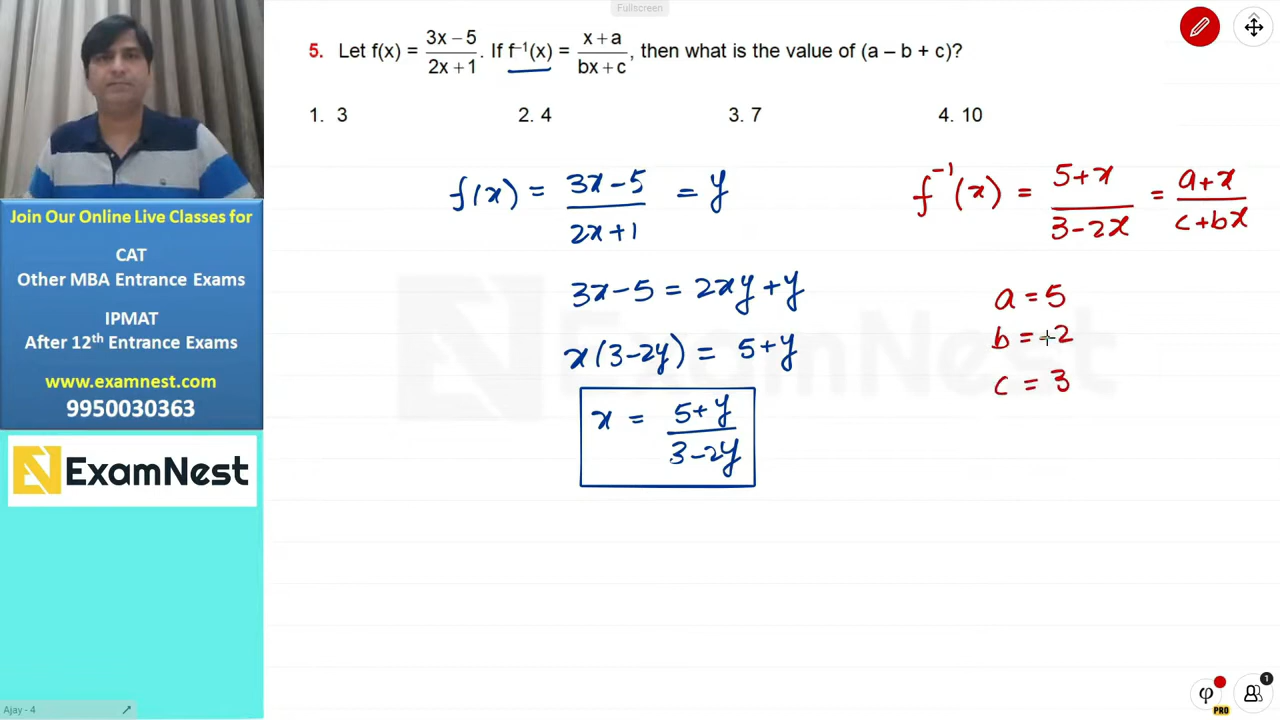 Fullscreen
5. Let f(x) = (3x – 5)/(2x + 1). If f⁻¹(x) = (x + a)/(bx + c), then what is the value of (a – b + c)?
1. 3 2. 4 3. 7 4. 10
f(x) = (3x-5)/(2x+1) = y
3x-5 = 2xy+y
x(3-2y) = 5+y
x = (5+y)/(3-2y)
f⁻¹(x) = (5+x)/(3-2x) = (a+x)/(c+bx)
a = 5
b = -2
c = 3
Join Our Online Live Classes for
CAT
Other MBA Entrance Exams
IPMAT
After 12th Entrance Exams
www.examnest.com
9950030363
ExamNest
ExamNest
Ajay - 4
φ
PRO
1